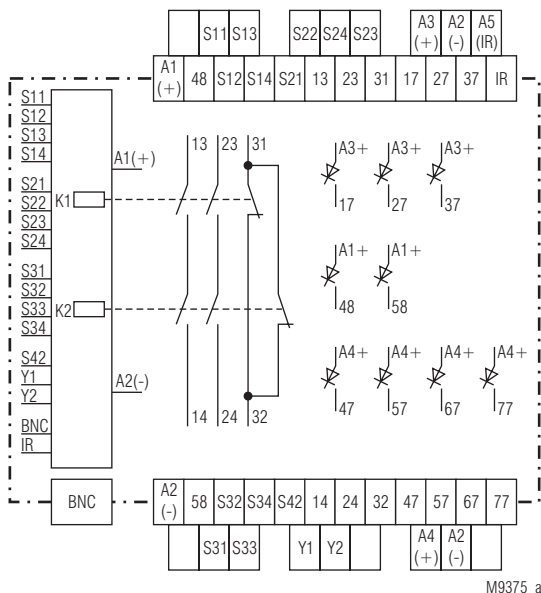 S11 S13 S22 S24 S23 A3 (+) A2 (-) A5 (IR)
A1 (+) 48 S12 S14 S21 13 23 31 17 27 37 IR
S11
S12
S13
S14
A1(+)
S21
K1
S22
S23
S24
S31
S32
S33
K2
S34
S42
Y1
A2(-)
Y2
BNC
IR
13 23 31
A3+ A3+ A3+
17 27 37
A1+ A1+
48 58
A4+ A4+ A4+ A4+
47 57 67 77
14 24 32
BNC
A2 (-) 58 S32 S34 S42 14 24 32 47 57 67 77
S31 S33 Y1 Y2 A4 (+) A2 (-)
M9375_a